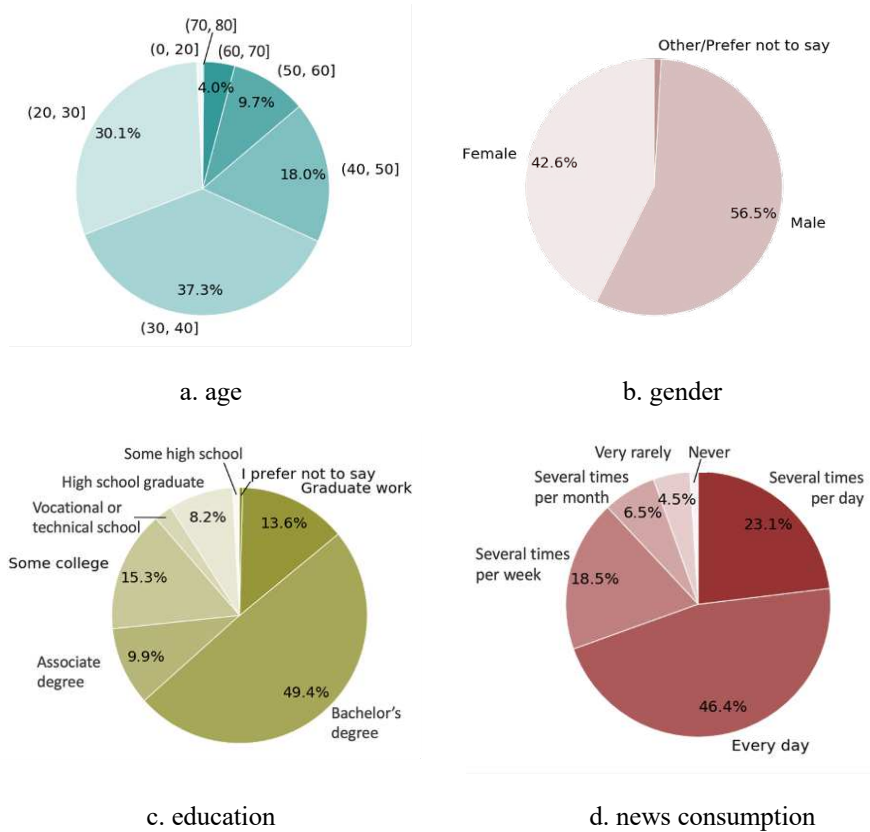 (70, 80]
(0, 20]
(60, 70]
(50, 60]
4.0%
9.7%
(20, 30]
30.1%
18.0%
(40, 50]
37.3%
(30, 40]
a. age
Other/Prefer not to say
Female
42.6%
56.5%
Male
b. gender
Some high school
I prefer not to say
High school graduate
Graduate work
Vocational or
technical school
8.2%
13.6%
Some college
15.3%
9.9%
Associate
degree
49.4%
Bachelor's
degree
c. education
Very rarely
Never
Several times
per month
Several times
per day
4.5%
6.5%
23.1%
Several times
per week
18.5%
46.4%
Every day
d. news consumption